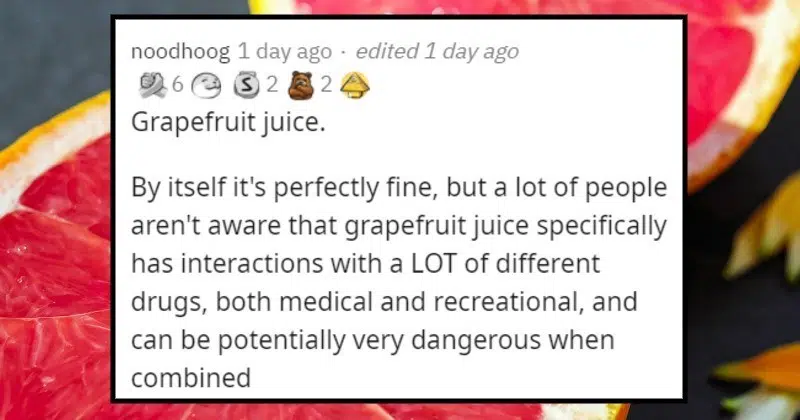 noodhoog 1 day ago · edited 1 day ago
6 S 2 2
Grapefruit juice.
By itself it's perfectly fine, but a lot of people
aren't aware that grapefruit juice specifically
has interactions with a LOT of different
drugs, both medical and recreational, and
can be potentially very dangerous when
combined